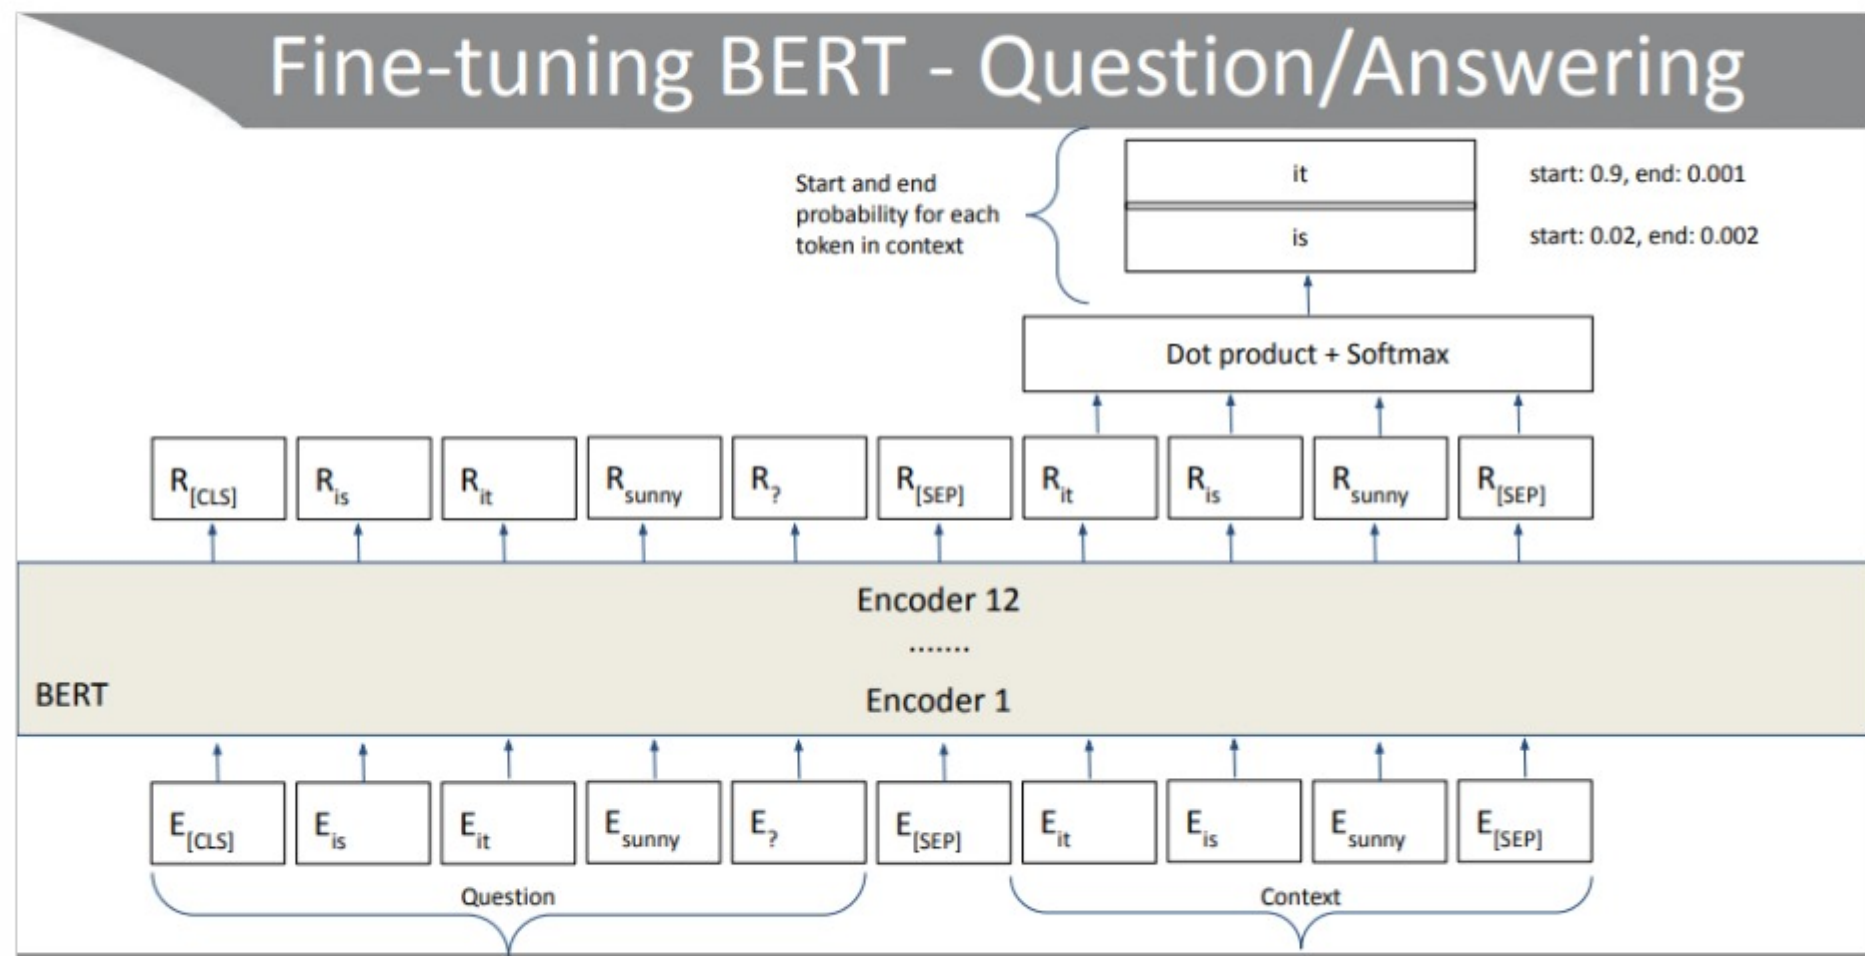 Fine-tuning BERT - Question/Answering
Start and end
probability for each
token in context
it
start: 0.9, end: 0.001
is
start: 0.02, end: 0.002
Dot product + Softmax
R[CLS] Ris Rit Rsunny R? R[SEP] Rit Ris Rsunny R[SEP]
Encoder 12
.......
BERT
Encoder 1
E[CLS] Eis Eit Esunny E? E[SEP] Eit Eis Esunny E[SEP]
Question
Context